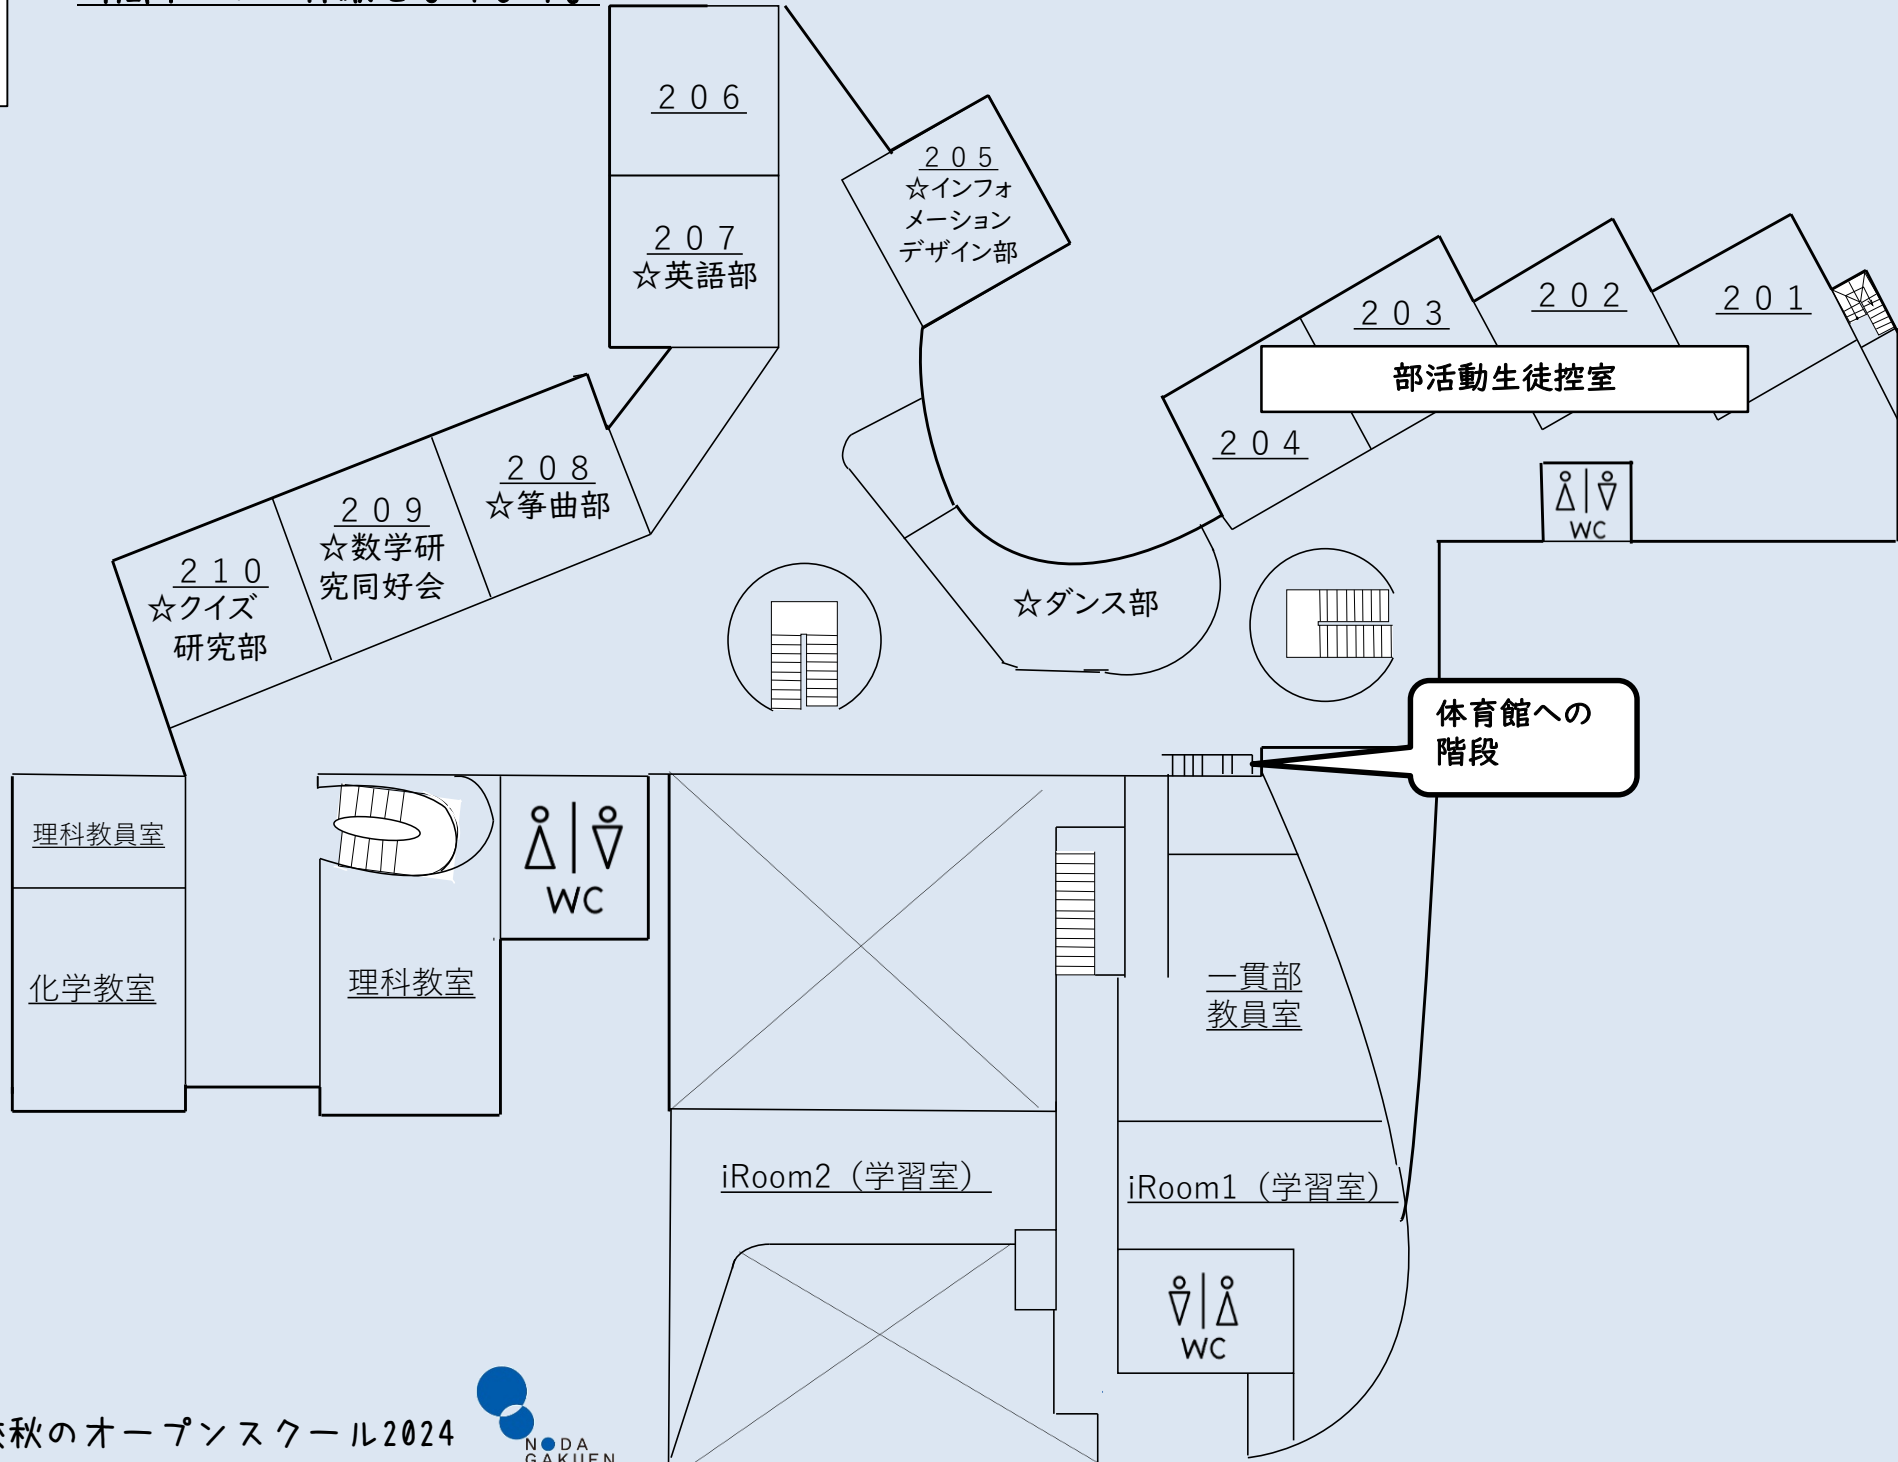 ２０６
２０５
☆インフォ
メーション
デザイン部
２０７
☆英語部
２０３
２０２
２０１
部活動生徒控室
２０４
２０８
☆箏曲部
２０９
☆数学研
究同好会
２１０
☆クイズ
研究部
WC
☆ダンス部
体育館への
階段
理科教員室
WC
化学教室
理科教室
一貫部
教員室
iRoom2（学習室）
iRoom1（学習室）
WC
秋のオープンスクール2024
NODA
GAKUEN